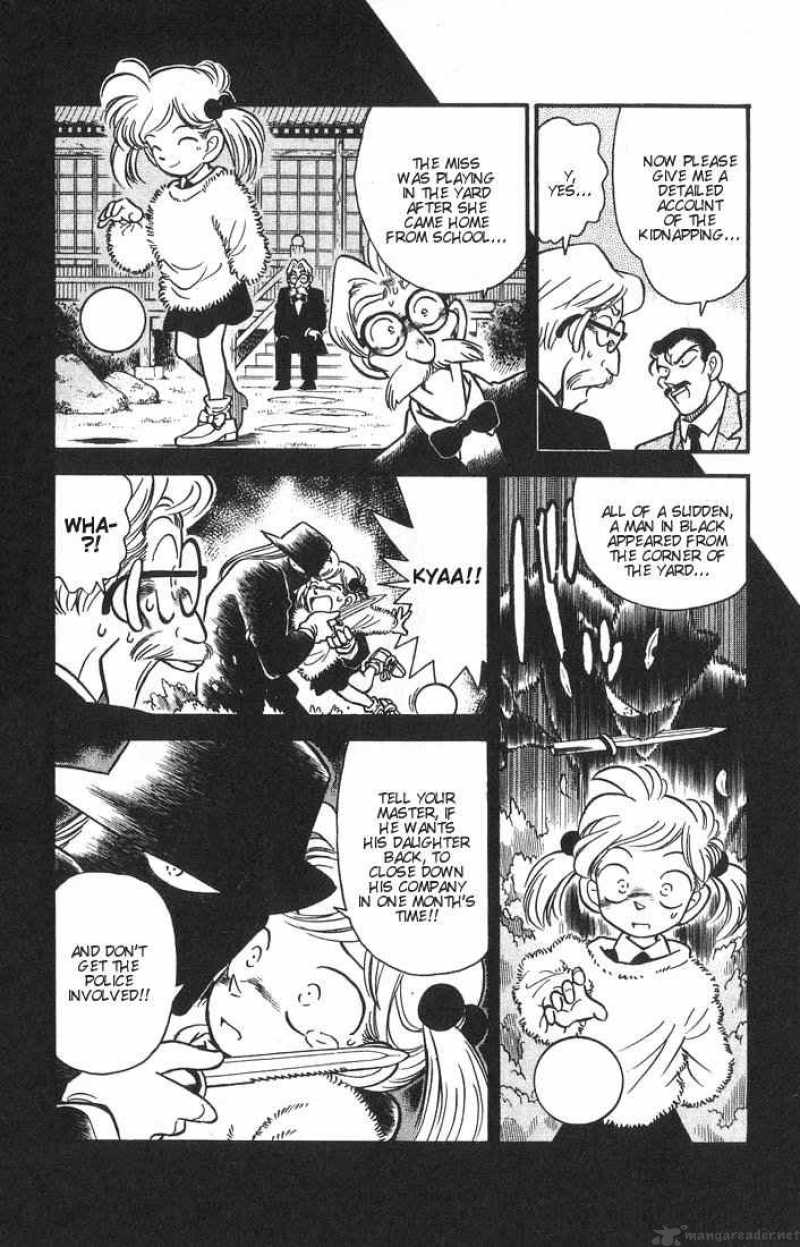 NOW PLEASE
GIVE ME A
DETAILED
ACCOUNT
OF THE
KIDNAPPING...
Y,
YES...
THE MISS
WAS PLAYING
IN THE YARD
AFTER SHE
CAME HOME
FROM SCHOOL...
ALL OF A SUDDEN,
A MAN IN BLACK
APPEARED FROM
THE CORNER OF
THE YARD...
KYAA!!
WHA-
?!
TELL YOUR
MASTER, IF
HE WANTS
HIS DAUGHTER
BACK, TO
CLOSE DOWN
HIS COMPANY
IN ONE MONTH'S
TIME!!
AND DON'T
GET THE
POLICE
INVOLVED!!
mangareader.net